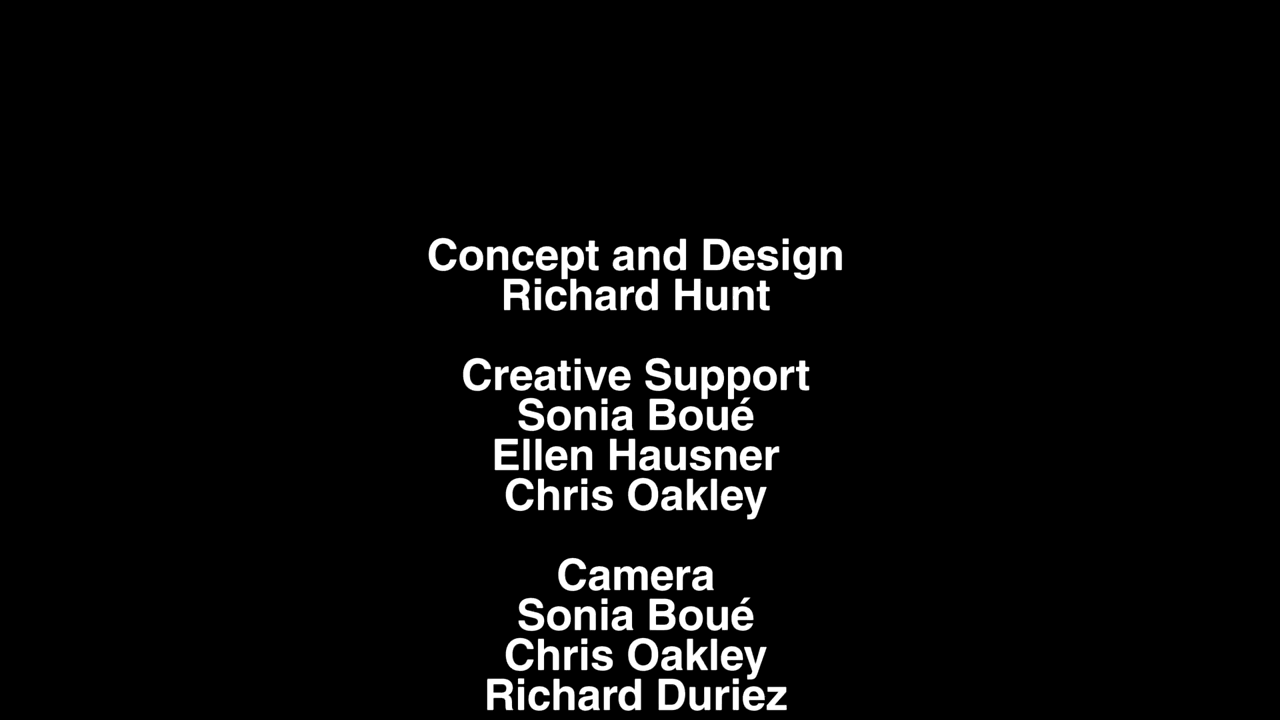 Concept and Design
Richard Hunt
Creative Support
Sonia Boué
Ellen Hausner
Chris Oakley
Camera
Sonia Boué
Chris Oakley
Richard Duriez